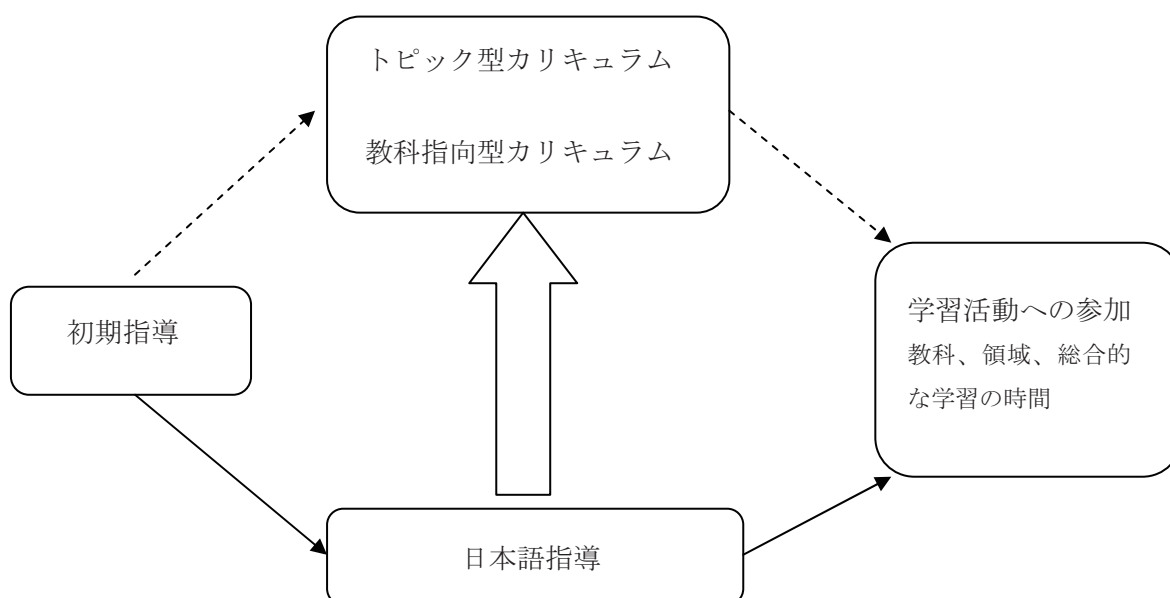 トピック型カリキュラム
教科指向型カリキュラム
初期指導
学習活動への参加
教科、領域、総合的
な学習の時間
日本語指導